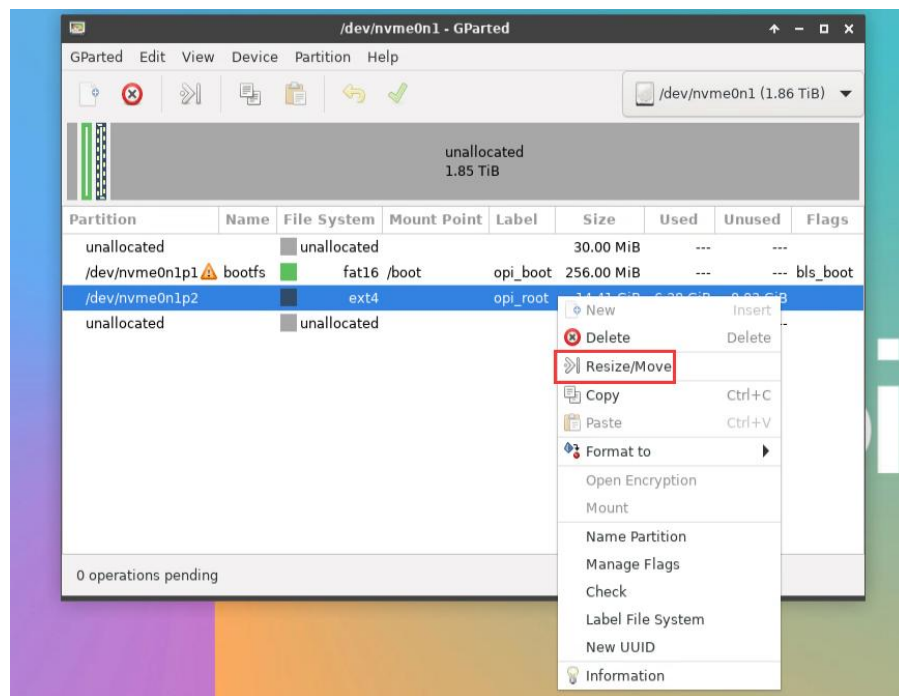 /dev/nvme0n1 - GParted
GParted Edit View Device Partition Help
/dev/nvme0n1 (1.86 TiB)
unallocated
1.85 TiB
Partition Name File System Mount Point Label Size Used Unused Flags
unallocated unallocated 30.00 MiB --- ---
/dev/nvme0n1p1 bootfs fat16 /boot opi_boot 256.00 MiB --- --- bls_boot
/dev/nvme0n1p2 ext4 opi_root
unallocated unallocated
New Insert
Delete Delete
Resize/Move
Copy Ctrl+C
Paste Ctrl+V
Format to
Open Encryption
Mount
Name Partition
Manage Flags
Check
Label File System
New UUID
Information
0 operations pending